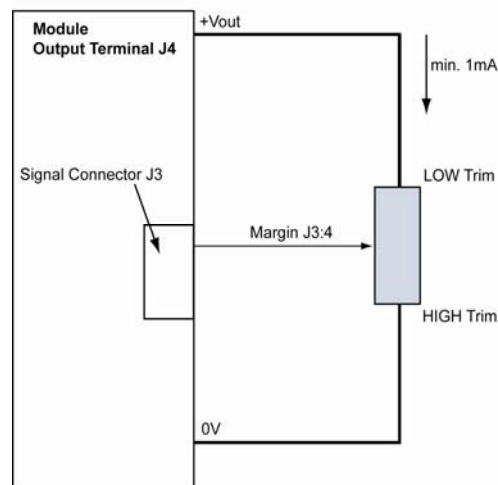 Module
Output Terminal J4
+Vout
min. 1mA
Signal Connector J3
LOW Trim
Margin J3:4
HIGH Trim
0V